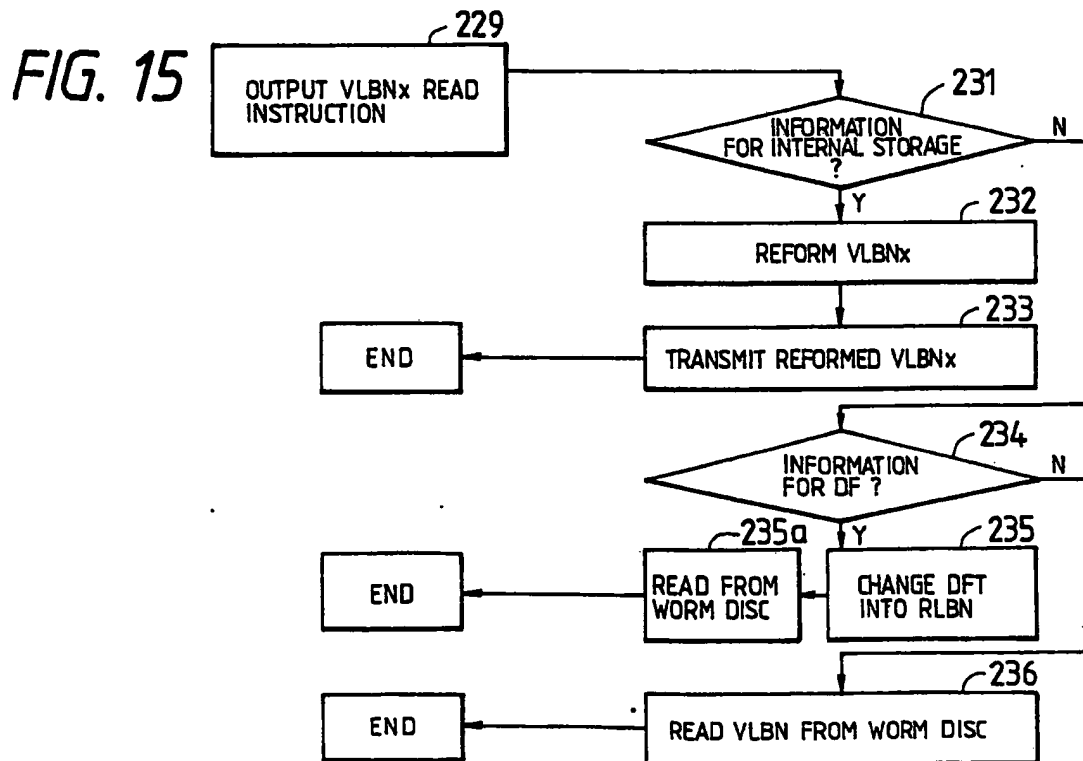 FIG. 15
229
OUTPUT VLBNx READ
INSTRUCTION
231
INFORMATION
FOR INTERNAL STORAGE
?
N
Y
232
REFORM VLBNx
233
TRANSMIT REFORMED VLBNx
END
234
INFORMATION
FOR DF ?
N
Y
235
CHANGE DFT
INTO RLBN
235a
READ FROM
WORM DISC
END
236
READ VLBN FROM WORM DISC
END